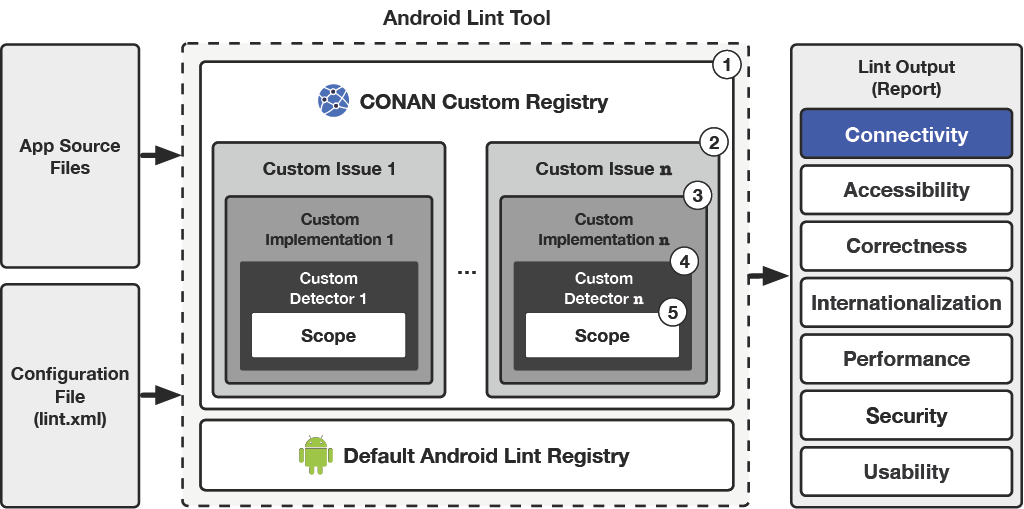 Android Lint Tool
App Source
Files
Configuration
File
(lint.xml)
1
CONAN Custom Registry
2
Custom Issue 1
3
Custom
Implementation 1
Custom
Detector 1
Scope
...
Custom Issue n
Custom
Implementation n
4
Custom
Detector n
5
Scope
Default Android Lint Registry
Lint Output
(Report)
Connectivity
Accessibility
Correctness
Internationalization
Performance
Security
Usability